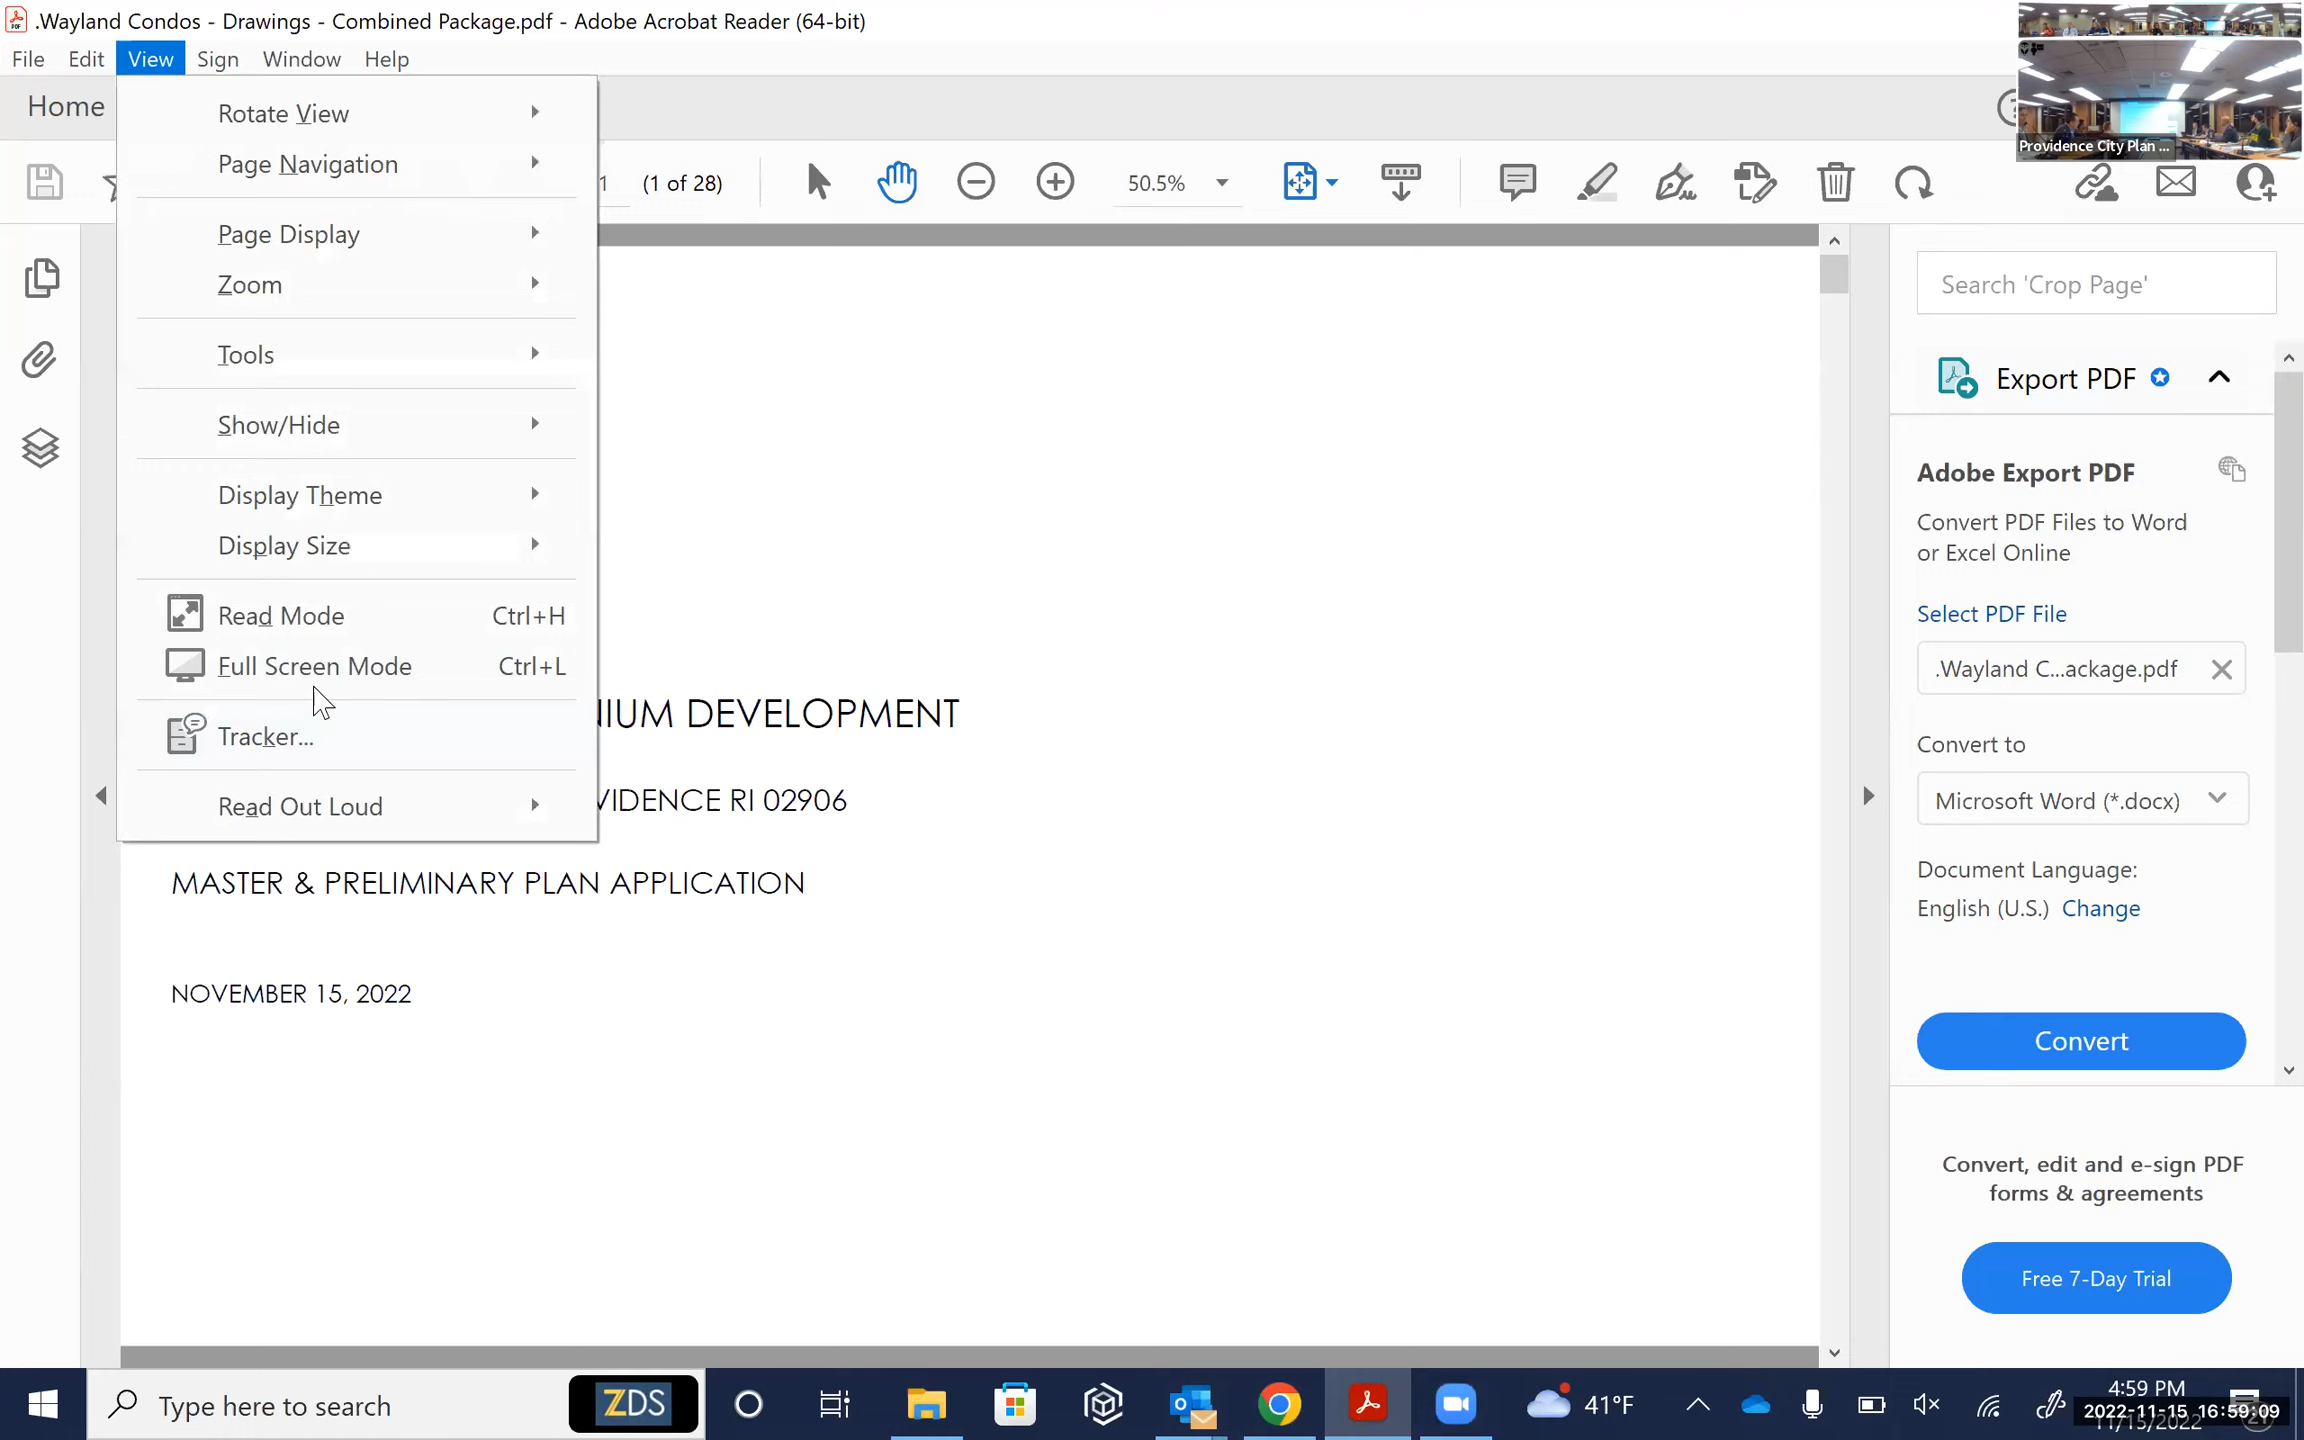 .Wayland Condos - Drawings - Combined Package.pdf - Adobe Acrobat Reader (64-bit)
File Edit View Sign Window Help
Home
Rotate View
Page Navigation
Page Display
Zoom
Tools
Show/Hide
Display Theme
Display Size
Read Mode Ctrl+H
Full Screen Mode Ctrl+L
Tracker...
Read Out Loud
1 (1 of 28) 50.5%
Providence City Plan ...
NIUM DEVELOPMENT
VIDENCE RI 02906
MASTER & PRELIMINARY PLAN APPLICATION
NOVEMBER 15, 2022
Search 'Crop Page'
Export PDF
Adobe Export PDF
Convert PDF Files to Word
or Excel Online
Select PDF File
.Wayland C...ackage.pdf
Convert to
Microsoft Word (*.docx)
Document Language:
English (U.S.) Change
Convert
Convert, edit and e-sign PDF
forms & agreements
Free 7-Day Trial
Type here to search
ZDS
41°F
4:59 PM
2022-11-15 16:59:09
11/15/2022
21